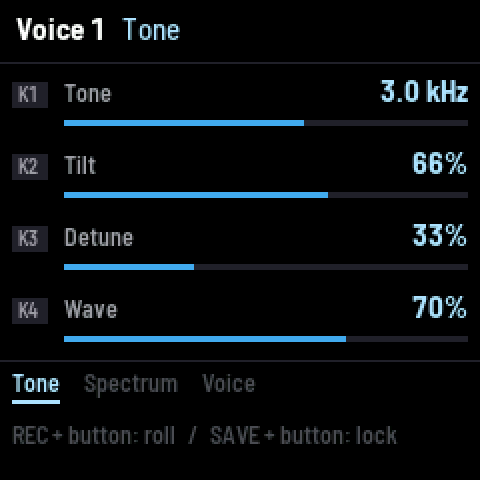 Voice 1 Tone
K1 Tone 3.0 kHz
K2 Tilt 66%
K3 Detune 33%
K4 Wave 70%
Tone Spectrum Voice
REC+ button: roll / SAVE+ button: lock